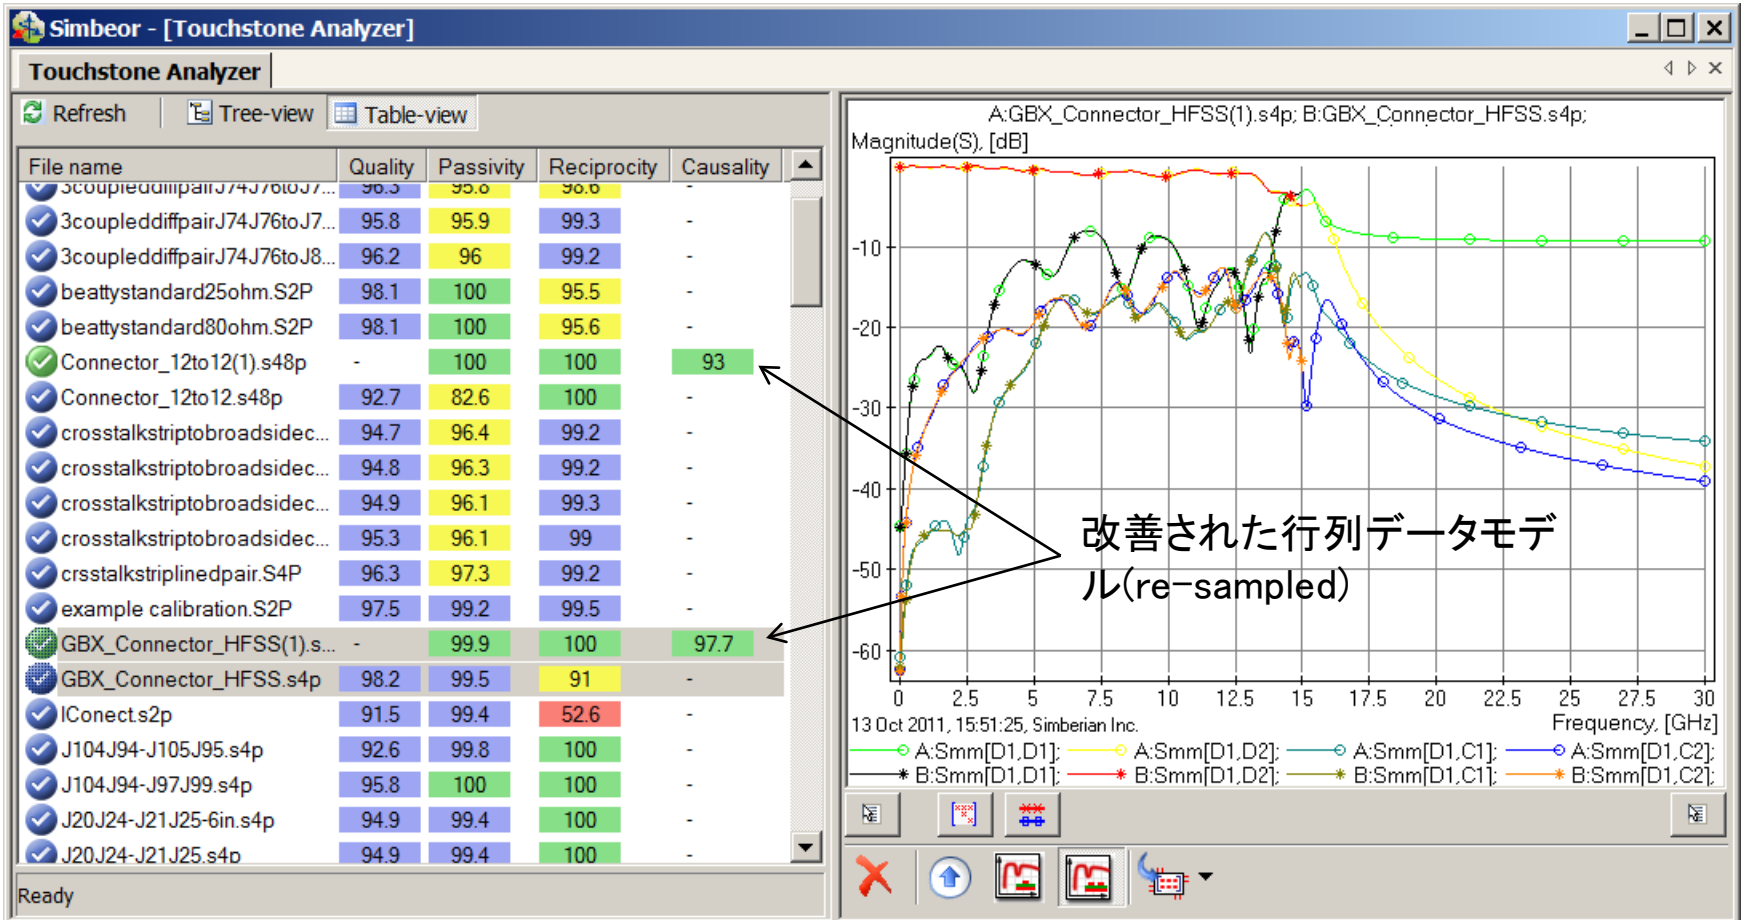 Simbeor - [Touchstone Analyzer]
Touchstone Analyzer
Refresh Tree-view Table-view
File name Quality Passivity Reciprocity Causality
3coupleddiffpairJ74J76toJ7... 96.3 95.8 98.6 -
3coupleddiffpairJ74J76toJ7... 95.8 95.9 99.3 -
3coupleddiffpairJ74J76toJ8... 96.2 96 99.2 -
beattystandard25ohm.S2P 98.1 100 95.5 -
beattystandard80ohm.S2P 98.1 100 95.6 -
Connector_12to12(1).s48p - 100 100 93
Connector_12to12.s48p 92.7 82.6 100 -
crosstalkstriptobroadsidec... 94.7 96.4 99.2 -
crosstalkstriptobroadsidec... 94.8 96.3 99.2 -
crosstalkstriptobroadsidec... 94.9 96.1 99.3 -
crosstalkstriptobroadsidec... 95.3 96.1 99 -
crsstalkstriplinedpair.S4P 96.3 97.3 99.2 -
example calibration.S2P 97.5 99.2 99.5 -
GBX_Connector_HFSS(1).s... - 99.9 100 97.7
GBX_Connector_HFSS.s4p 98.2 99.5 91 -
IConect.s2p 91.5 99.4 52.6 -
J104J94-J105J95.s4p 92.6 99.8 100 -
J104J94-J97J99.s4p 95.8 100 100 -
J20J24-J21J25-6in.s4p 94.9 99.4 100 -
J20J24-J21J25.s4p 94.9 99.4 100 -
Ready
A:GBX_Connector_HFSS(1).s4p; B:GBX_Connector_HFSS.s4p;
Magnitude(S), [dB]
-10
-20
-30
-40
-50
-60
改善された行列データモデ
ル(re-sampled)
0 2.5 5 7.5 10 12.5 15 17.5 20 22.5 25 27.5 30
13 Oct 2011, 15:51:25, Simberian Inc. Frequency, [GHz]
A:Smm[D1,D1]; A:Smm[D1,D2]; A:Smm[D1,C1]; A:Smm[D1,C2];
B:Smm[D1,D1]; B:Smm[D1,D2]; B:Smm[D1,C1]; B:Smm[D1,C2];